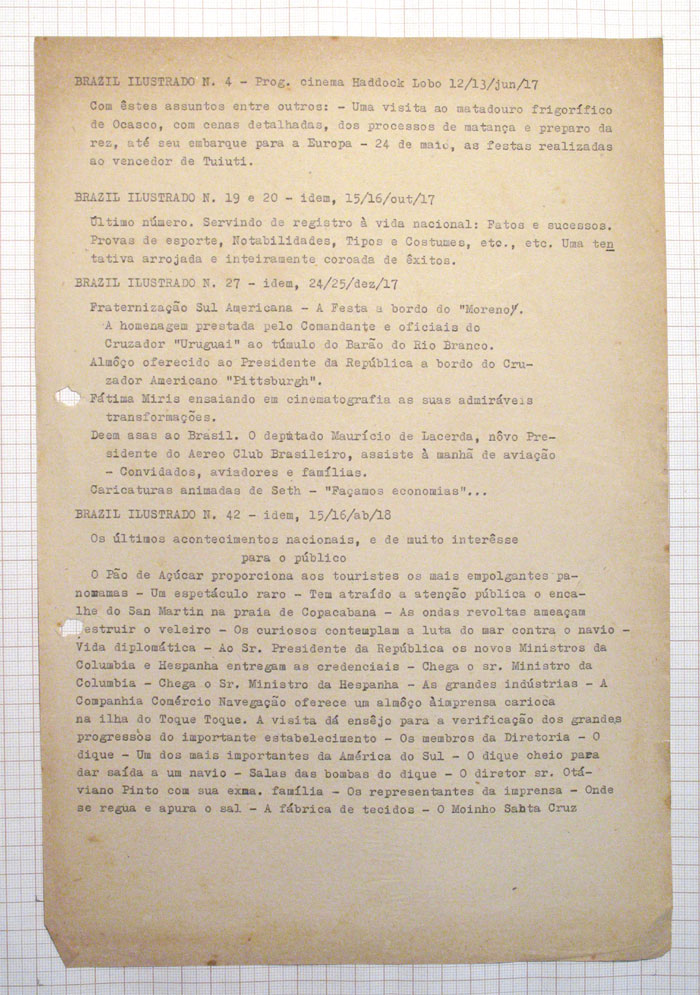 BRAZIL ILUSTRADO N. 4 - Prog. cinema Haddock Lobo 12/13/jun/17
Com êstes assuntos entre outros: - Uma visita ao matadouro frigorífico
de Ocasco, com cenas detalhadas, dos processos de matança e preparo da
rez, até seu embarque para a Europa - 24 de maio, as festas realizadas
ao vencedor de Tuiuti.
BRAZIL ILUSTRADO N. 19 e 20 - idem, 15/16/out/17
Último número. Servindo de registro à vida nacional: Fatos e sucessos.
Provas de esporte, Notabilidades, Tipos e Costumes, etc., etc. Uma ten
tativa arrojada e inteiramente coroada de êxitos.
BRAZIL ILUSTRADO N. 27 - idem, 24/25/dez/17
Fraternização Sul Americana - A Festa a bordo do "Moreno".
A homenagem prestada pelo Comandante e oficiais do
Cruzador "Uruguai" ao túmulo do Barão do Rio Branco.
Almôço oferecido ao Presidente da República a bordo do Cru-
zador Americano "Pittsburgh".
Fátima Miris ensaiando em cinematografia as suas admiráveis
transformações.
Deem asas ao Brasil. O deputado Maurício de Lacerda, nôvo Pre-
sidente do Aereo Club Brasileiro, assiste à manhã de aviação
- Convidados, aviadores e famílias.
Caricaturas animadas de Seth - "Façamos economias"...
BRAZIL ILUSTRADO N. 42 - idem, 15/16/ab/18
Os últimos acontecimentos nacionais, e de muito interêsse
para o público
O Pão de Açúcar proporciona aos touristes os mais empolgantes pa-
noramas - Um espetáculo raro - Tem atraído a atenção pública o enca-
lhe do San Martin na praia de Copacabana - As ondas revoltas ameaçam
estruir o veleiro - Os curiosos contemplam a luta do mar contra o navio -
Vida diplomática - Ao Sr. Presidente da República os novos Ministros da
Columbia e Hespanha entregam as credenciais - Chega o sr. Ministro da
Columbia - Chega o Sr. Ministro da Hespanha - As grandes indústrias - A
Companhia Comércio Navegação oferece um almôço àimprensa carioca
na ilha do Toque Toque. A visita dá ensêjo para a verificação dos grandes
progressos do importante estabelecimento - Os membros da Diretoria - O
dique - Um dos mais importantes da América do Sul - O dique cheio para
dar saída a um navio - Salas das bombas do dique - O diretor sr. Otá-
viano Pinto com sua exma. família - Os representantes da imprensa - Onde
se regua e apura o sal - A fábrica de tecidos - O Moinho Santa Cruz